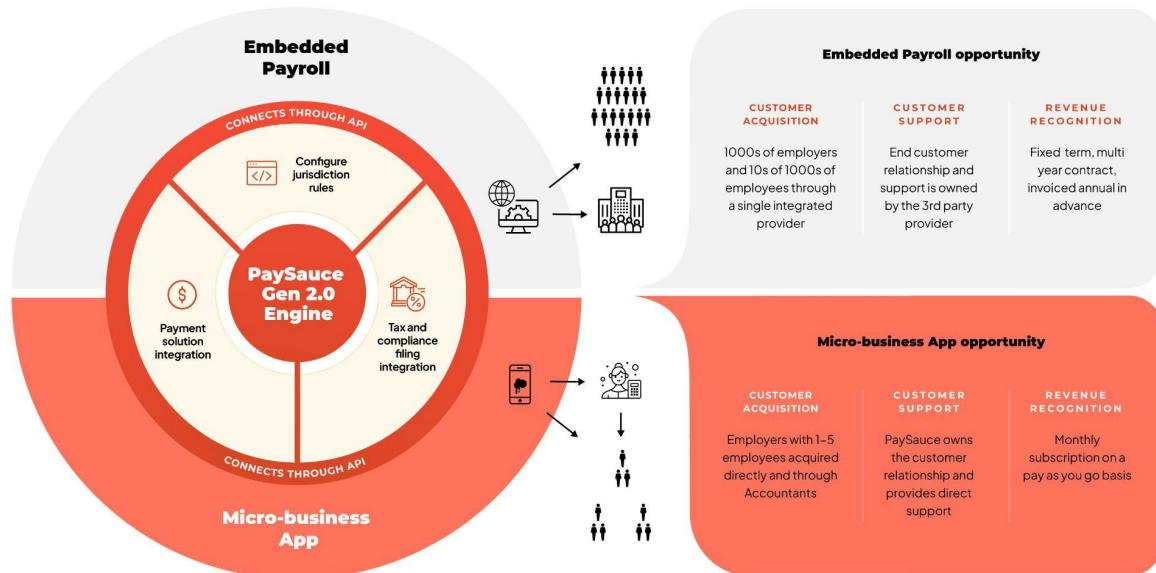 Embedded
Payroll
CONNECTS THROUGH API
Configure
jurisdiction
rules
</>
PaySauce
Gen 2.0
Engine
$
Payment
solution
integration
%
Tax and
compliance
filing
integration
CONNECTS THROUGH API
Micro-business
App
Embedded Payroll opportunity
CUSTOMER
ACQUISITION
1000s of employers
and 10s of 1000s of
employees through
a single integrated
provider
CUSTOMER
SUPPORT
End customer
relationship and
support is owned
by the 3rd party
provider
REVENUE
RECOGNITION
Fixed term, multi
year contract,
invoiced annual in
advance
Micro-business App opportunity
CUSTOMER
ACQUISITION
Employers with 1–5
employees acquired
directly and through
Accountants
CUSTOMER
SUPPORT
PaySauce owns
the customer
relationship and
provides direct
support
REVENUE
RECOGNITION
Monthly
subscription on a
pay as you go basis